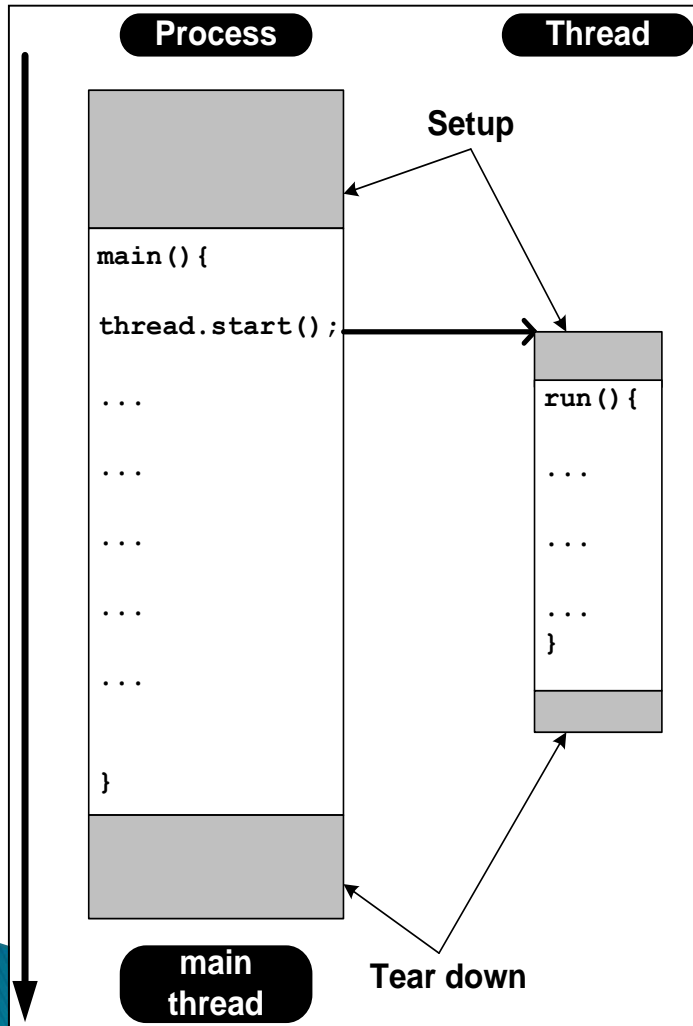 Process
Thread
Setup
main(){
thread.start();
...
...
...
...
...
}
run(){
...
...
...
}
main
thread
Tear down